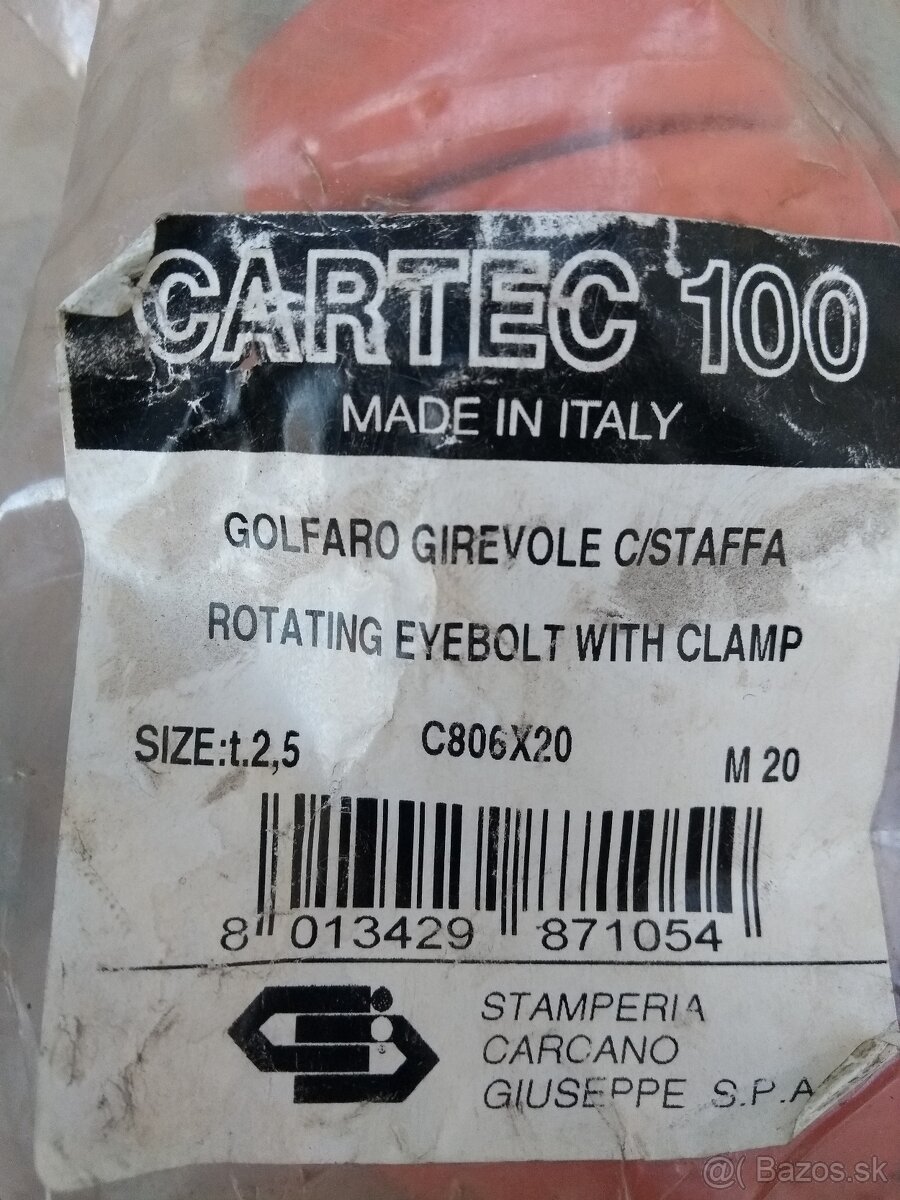 CARTEC 100
MADE IN ITALY
GOLFARO GIREVOLE C/STAFFA
ROTATING EYEBOLT WITH CLAMP
SIZE:t.2,5 C806X20 M 20
8 013429 871054
STAMPERIA
CARCANO
GIUSEPPE S.P.A
@( Bazos.sk